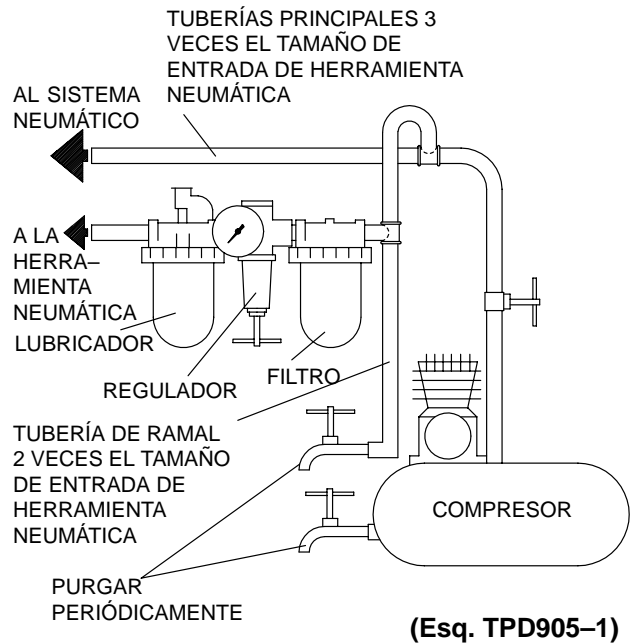 TUBERÍAS PRINCIPALES 3
VECES EL TAMAÑO DE
ENTRADA DE HERRAMIENTA
NEUMÁTICA
AL SISTEMA
NEUMÁTICO
A LA
HERRA–
MIENTA
NEUMÁTICA
LUBRICADOR
REGULADOR
FILTRO
TUBERÍA DE RAMAL
2 VECES EL TAMAÑO
DE ENTRADA DE
HERRAMIENTA
NEUMÁTICA
COMPRESOR
PURGAR
PERIÓDICAMENTE
(Esq. TPD905–1)